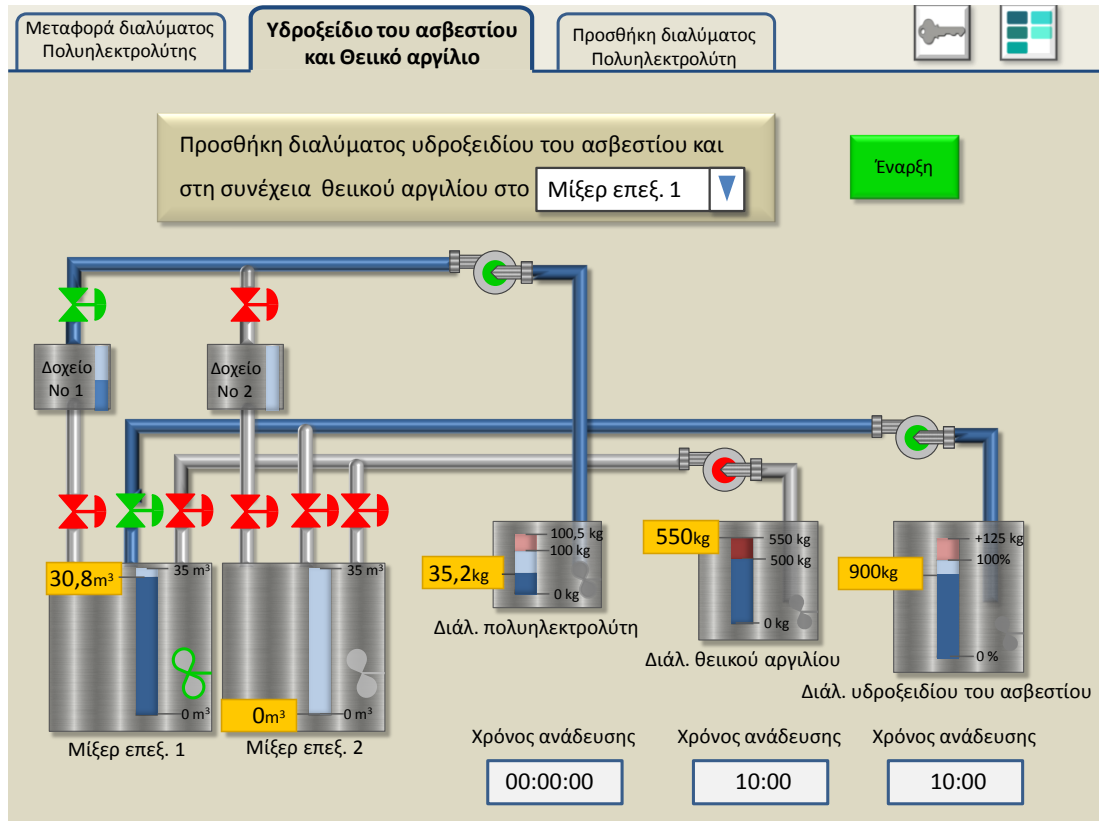 Μεταφορά διαλύματος
Πολυηλεκτρολύτης
Υδροξείδιο του ασβεστίου
και Θειικό αργίλιο
Προσθήκη διαλύματος
Πολυηλεκτρολύτη
Προσθήκη διαλύματος υδροξειδίου του ασβεστίου και
στη συνέχεια θειικού αργιλίου στο Μίξερ επεξ. 1
Έναρξη
Δοχείο
No 1
Δοχείο
No 2
30,8m³
35 m³
0 m³
Μίξερ επεξ. 1
35 m³
0m³
0 m³
Μίξερ επεξ. 2
100,5 kg
100 kg
35,2kg
0 kg
Διάλ. πολυηλεκτρολύτη
550kg
550 kg
500 kg
0 kg
Διάλ. θειικού αργιλίου
+125 kg
100%
900kg
0 %
Διάλ. υδροξειδίου του ασβεστίου
Χρόνος ανάδευσης
00:00:00
Χρόνος ανάδευσης
10:00
Χρόνος ανάδευσης
10:00